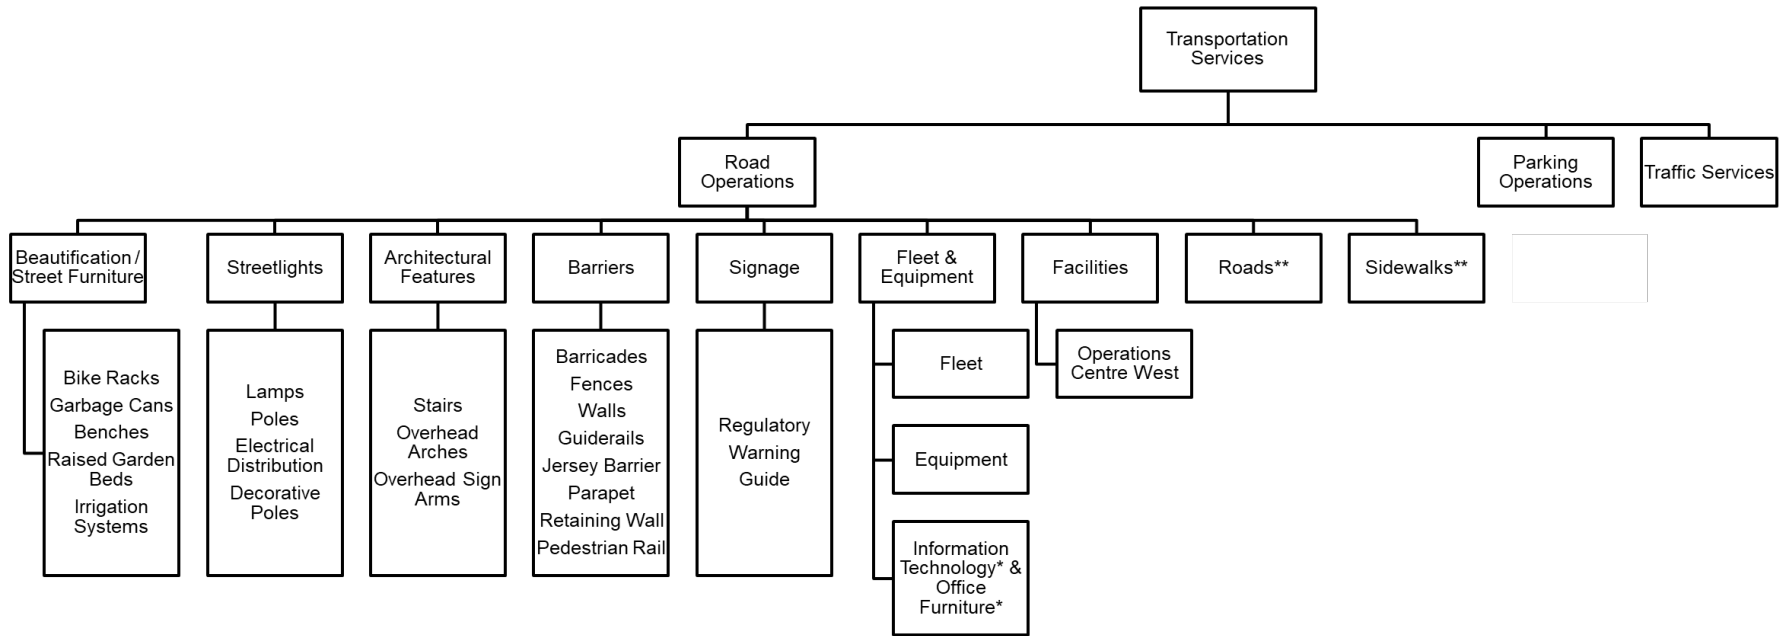 Transportation
Services
Road
Operations
Parking
Operations
Traffic Services
Beautification /
Street Furniture
Streetlights
Architectural
Features
Barriers
Signage
Fleet &
Equipment
Facilities
Roads**
Sidewalks**
Bike Racks
Garbage Cans
Benches
Raised Garden
Beds
Irrigation
Systems
Lamps
Poles
Electrical
Distribution
Decorative
Poles
Stairs
Overhead
Arches
Overhead Sign
Arms
Barricades
Fences
Walls
Guiderails
Jersey Barrier
Parapet
Retaining Wall
Pedestrian Rail
Regulatory
Warning
Guide
Fleet
Equipment
Information
Technology* &
Office
Furniture*
Operations
Centre West